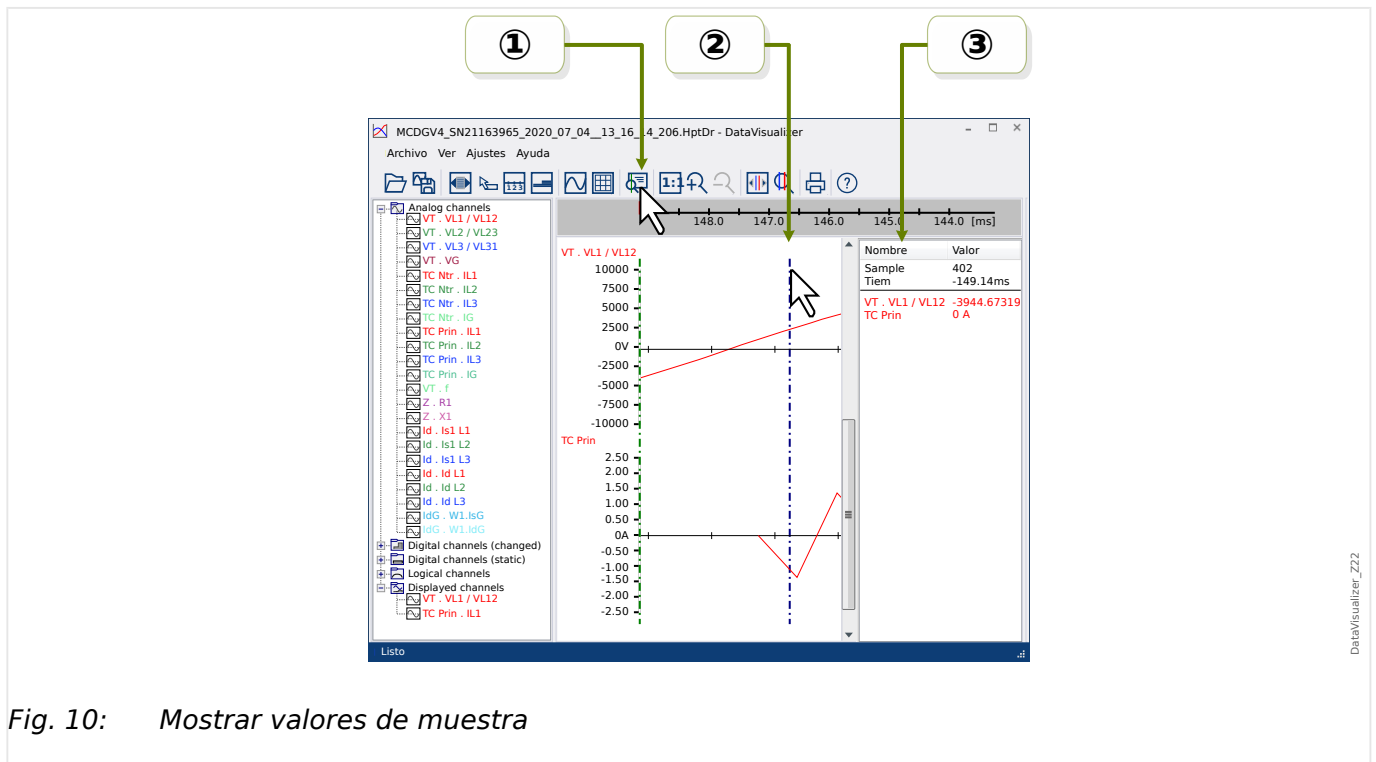 ① ② ③
MCDGV4_SN21163965_2020_07_04__13_16_14_206.HptDr - DataVisualizer
Archivo Ver Ajustes Ayuda
1 2 3
1:1
Analog channels
VT . VL1 / VL12
VT . VL2 / VL23
VT . VL3 / VL31
VT . VG
TC Ntr . IL1
TC Ntr . IL2
TC Ntr . IL3
TC Ntr . IG
TC Prin . IL1
TC Prin . IL2
TC Prin . IL3
TC Prin . IG
VT . f
Z . R1
Z . X1
Id . Is1 L1
Id . Is1 L2
Id . Is1 L3
Id . Id L1
Id . Id L2
Id . Id L3
IdG . W1.IsG
IdG . W1.IdG
Digital channels (changed)
Digital channels (static)
Logical channels
Displayed channels
VT . VL1 / VL12
TC Prin . IL1
148.0 147.0 146.0 145.0 144.0 [ms]
VT . VL1 / VL12
10000
7500
5000
2500
0V
-2500
-5000
-7500
-10000
TC Prin
2.50
2.00
1.50
1.00
0.50
0A
-0.50
-1.00
-1.50
-2.00
-2.50
Nombre Valor
Sample 402
Tiem -149.14ms
VT . VL1 / VL12 -3944.67319
TC Prin 0 A
Listo
DataVisualizer_Z22
Fig. 10: Mostrar valores de muestra